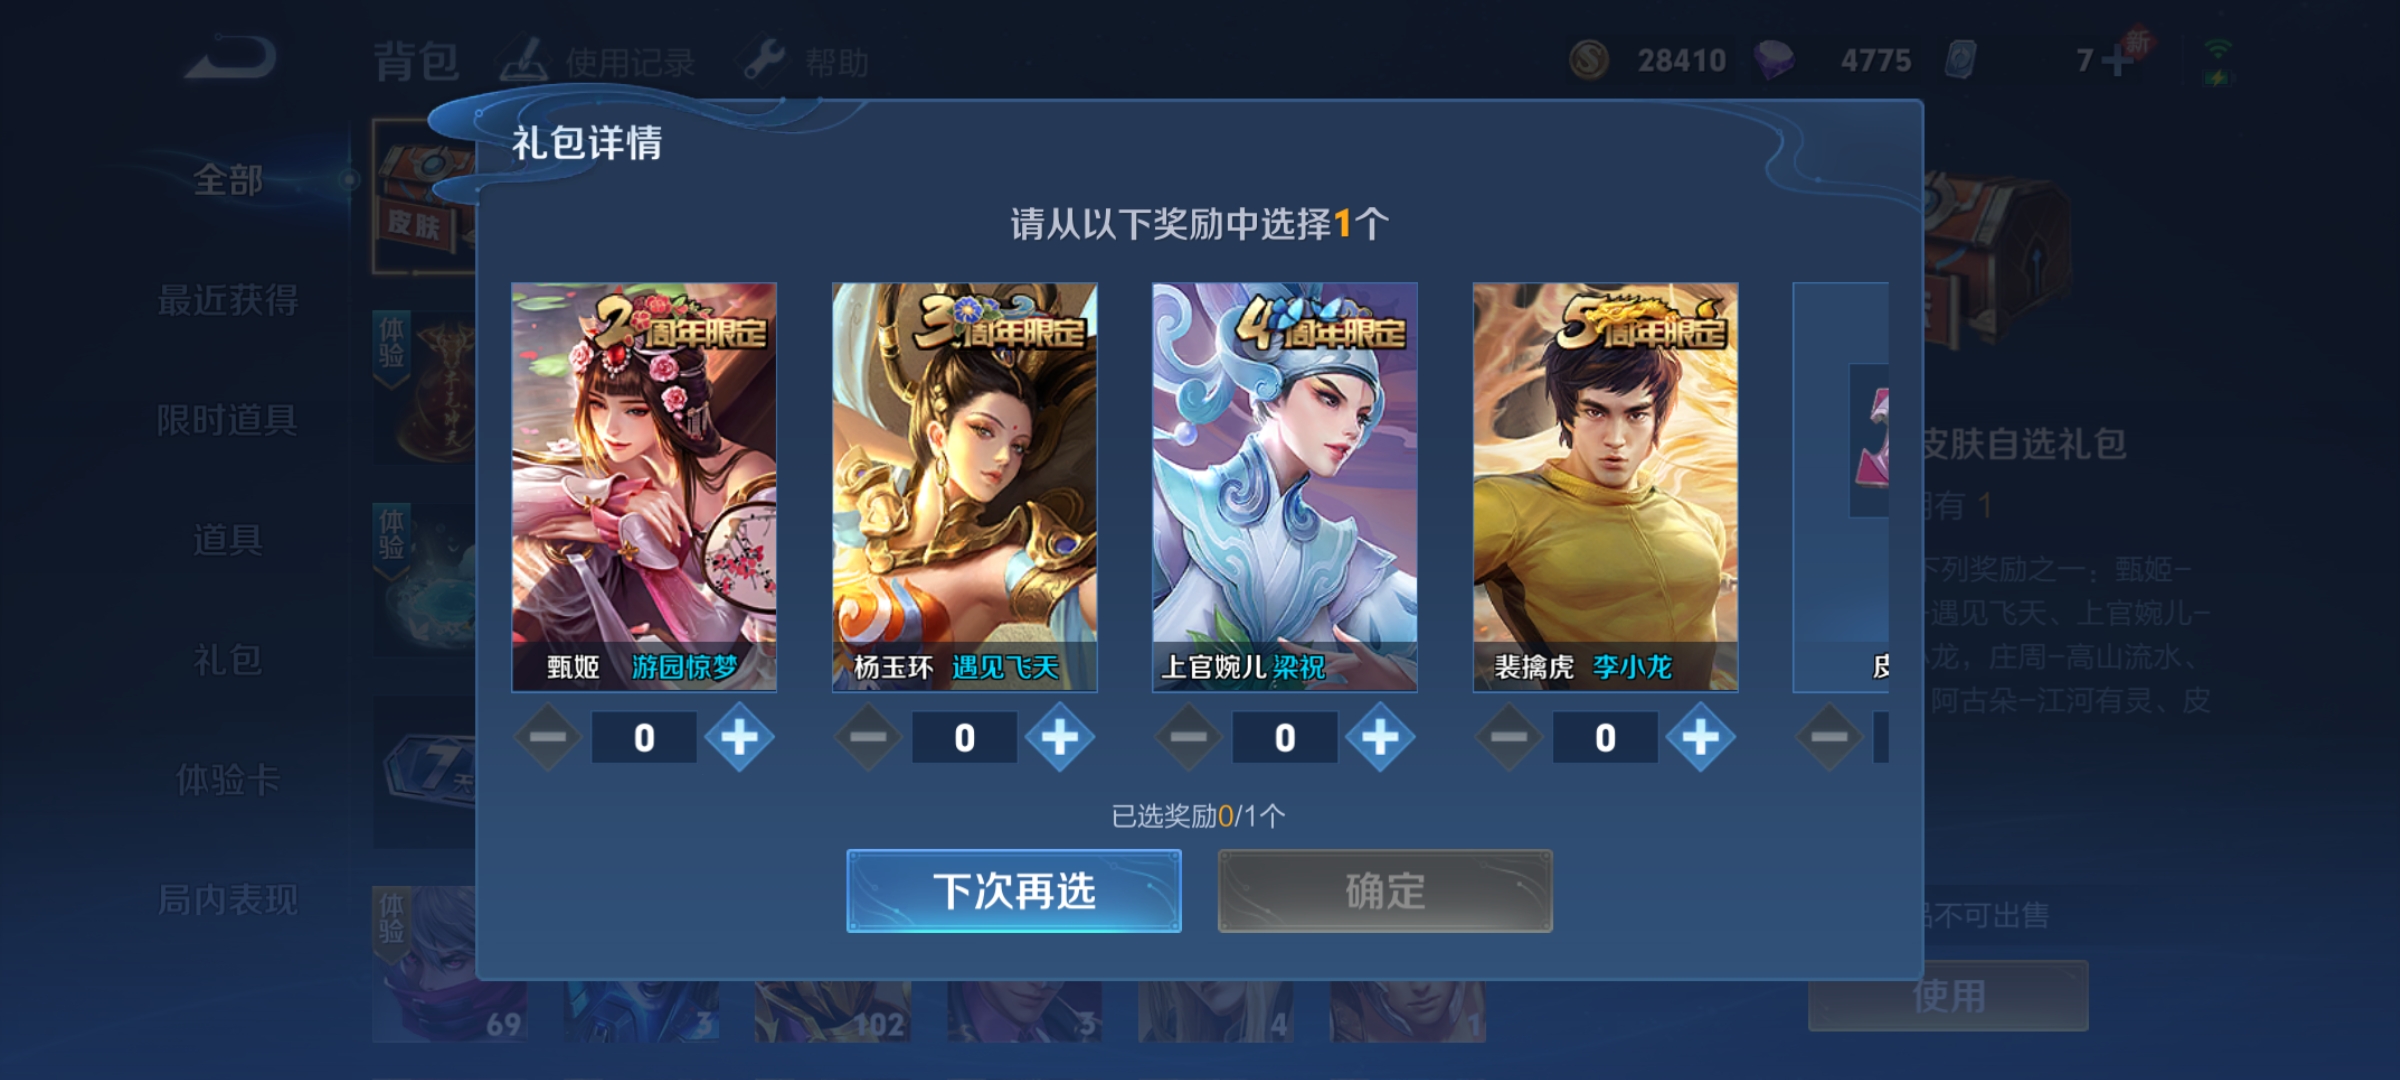 背包 使用记录 帮助 28410 4775 7 新
礼包详情
请从以下奖励中选择1个
全部
最近获得
限时道具
道具
礼包
体验卡
局内表现
皮肤
体验
体验
7天
体验
2周年限定
3周年限定
4周年限定
5周年限定
甄姬 游园惊梦
杨玉环 遇见飞天
上官婉儿 梁祝
裴擒虎 李小龙
0
0
0
0
已选奖励0/1个
下次再选
确定
皮肤自选礼包
拥有 1
下列奖励之一：甄姬-
-遇见飞天、上官婉儿-
小龙，庄周-高山流水、
阿古朵-江河有灵、皮
品不可出售
使用
69
3
102
3
4
1